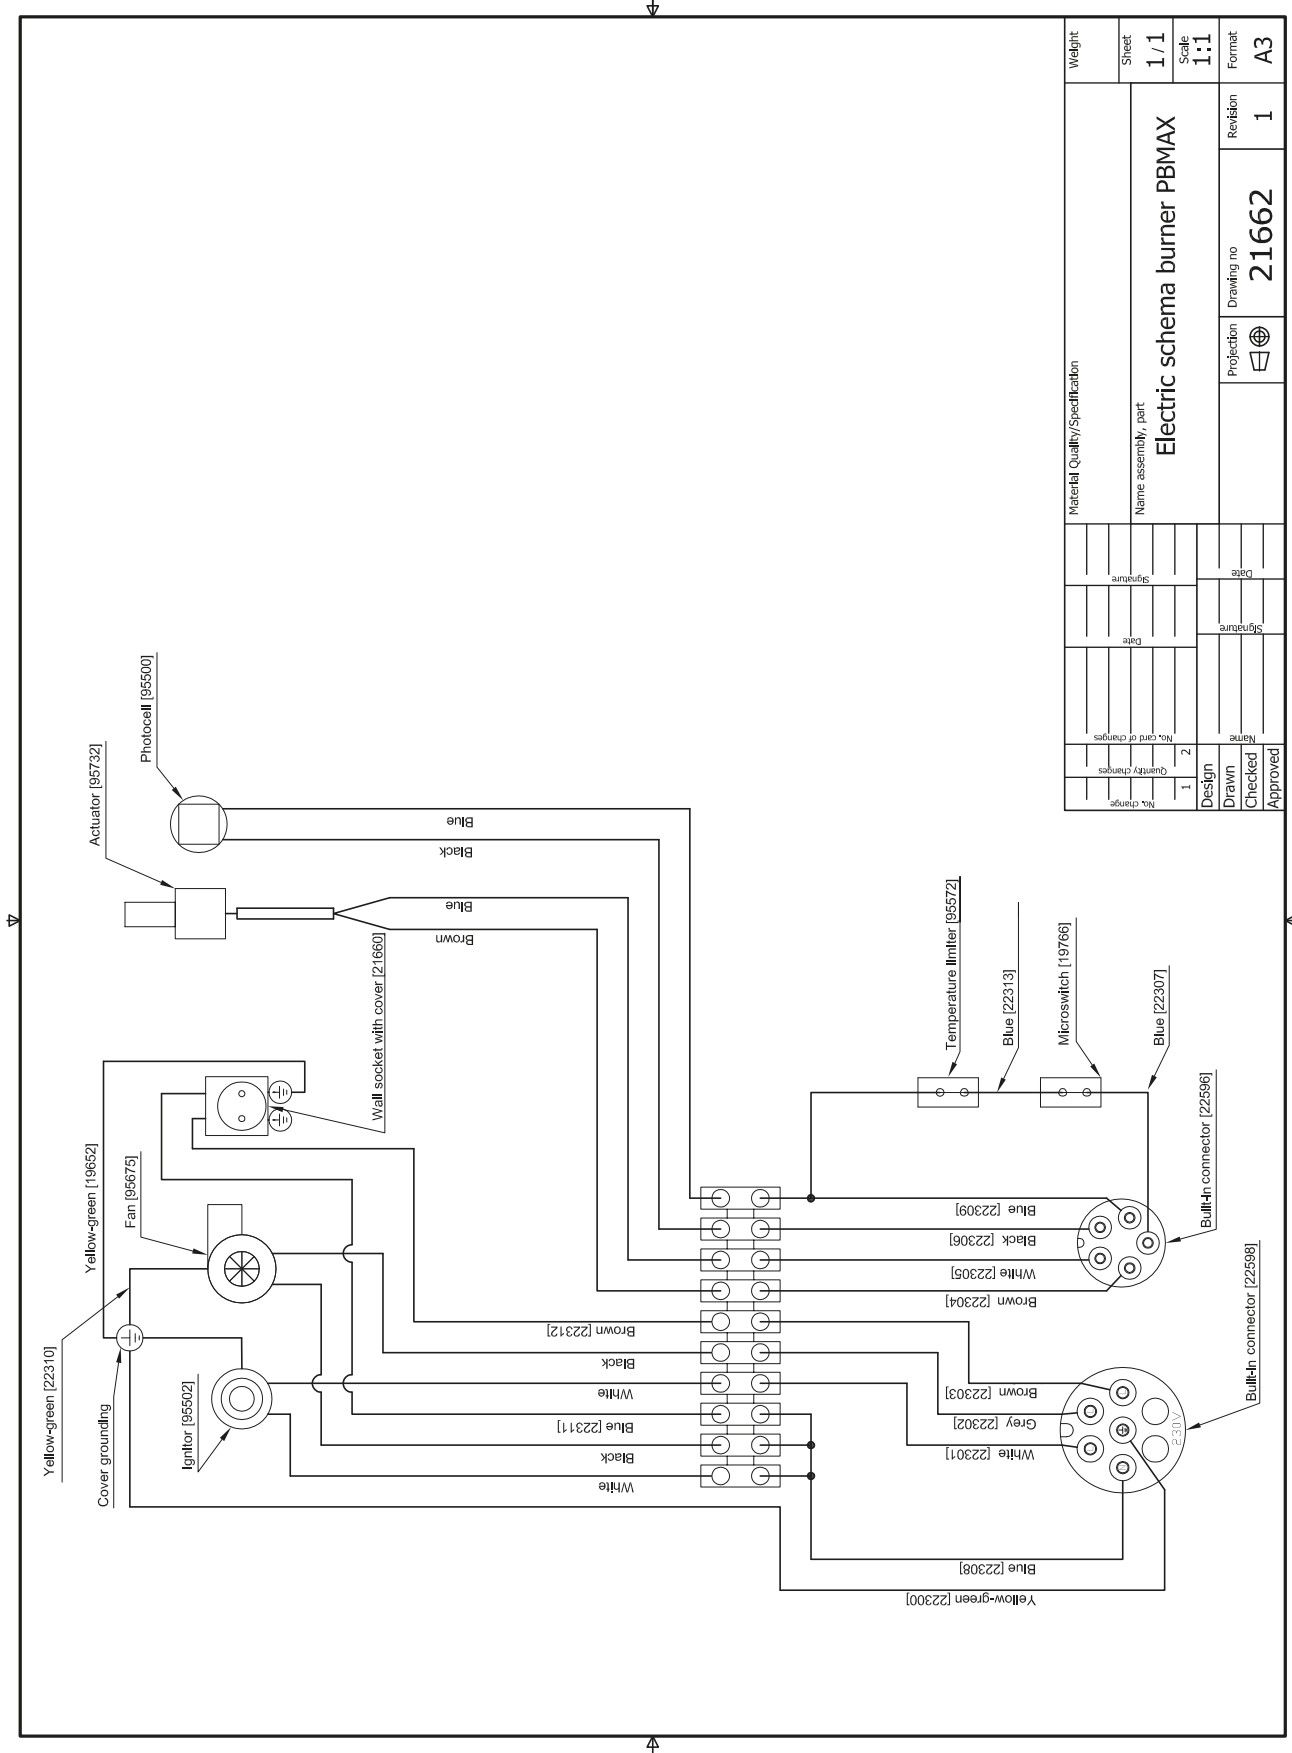 Yellow-green [22310]
Cover grounding
Yellow-green [19652]
Fan [95675]
Ignitor [95502]
Wall socket with cover [21660]
Actuator [95732]
Photocell [95500]
Blue
Black
Blue
Brown
Brown [22312]
Black
White
Blue [22311]
Black
White
Temperature limiter [95572]
Blue [22313]
Microswitch [19766]
Blue [22307]
Built-in connector [22596]
Built-in connector [22598]
Blue [22309]
Black [22306]
White [22305]
Brown [22304]
Brown [22303]
Grey [22302]
White [22301]
Blue [22308]
Yellow-green [22300]
230V
No. change
Quantity changes
No. card of changes
Date
Signature
1
2
Design
Drawn
Checked
Approved
Name
Signature
Date
Material Quality/Specification
Weight
Name assembly, part
Electric schema burner PBMAX
Sheet
1 / 1
Scale
1:1
Projection
Drawing no
21662
Revision
1
Format
A3